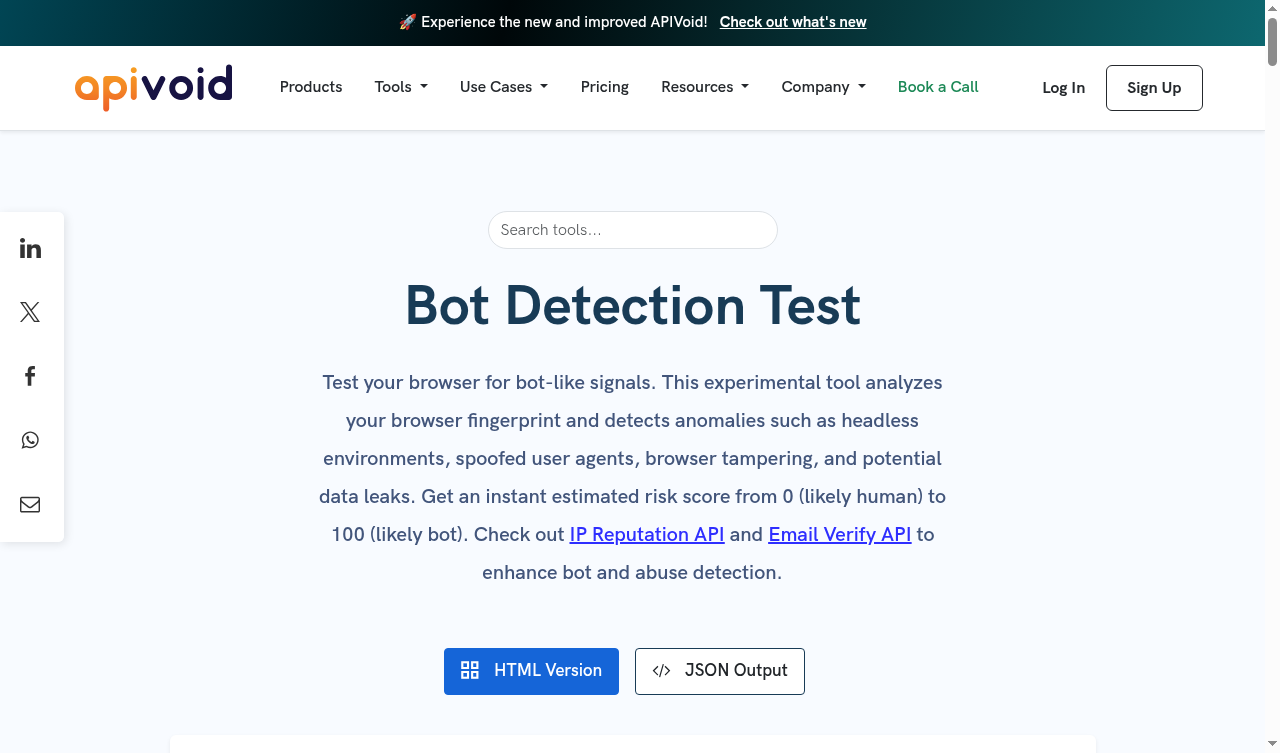 🚀 Experience the new and improved APIVoid! Check out what's new
apivoid
Products Tools Use Cases Pricing Resources Company Book a Call Log In Sign Up
Search tools...
Bot Detection Test
Test your browser for bot-like signals. This experimental tool analyzes
your browser fingerprint and detects anomalies such as headless
environments, spoofed user agents, browser tampering, and potential
data leaks. Get an instant estimated risk score from 0 (likely human) to
100 (likely bot). Check out IP Reputation API and Email Verify API to
enhance bot and abuse detection.
HTML Version </> JSON Output